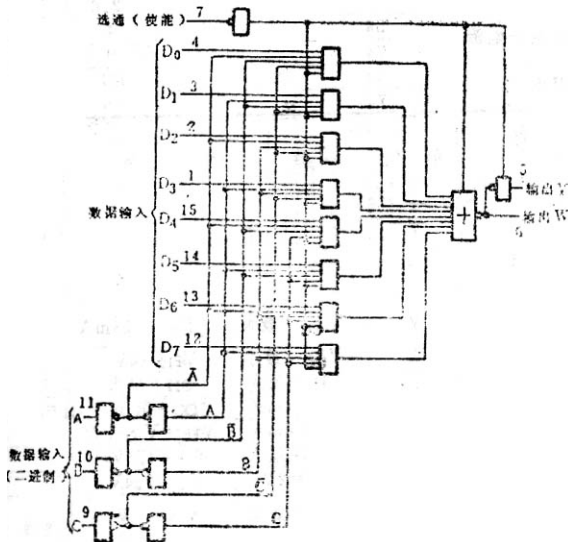 选通（使能） 7
D0 4
D1 3
D2 2
D3 1
数据输入
D4 15
D5 14
D6 13
D7 12
5
输出 Y
+
输出 W
6
A̅
11
A
A
B̅
数据输入
10
B
B
（二进制）
C̅
9
C
C